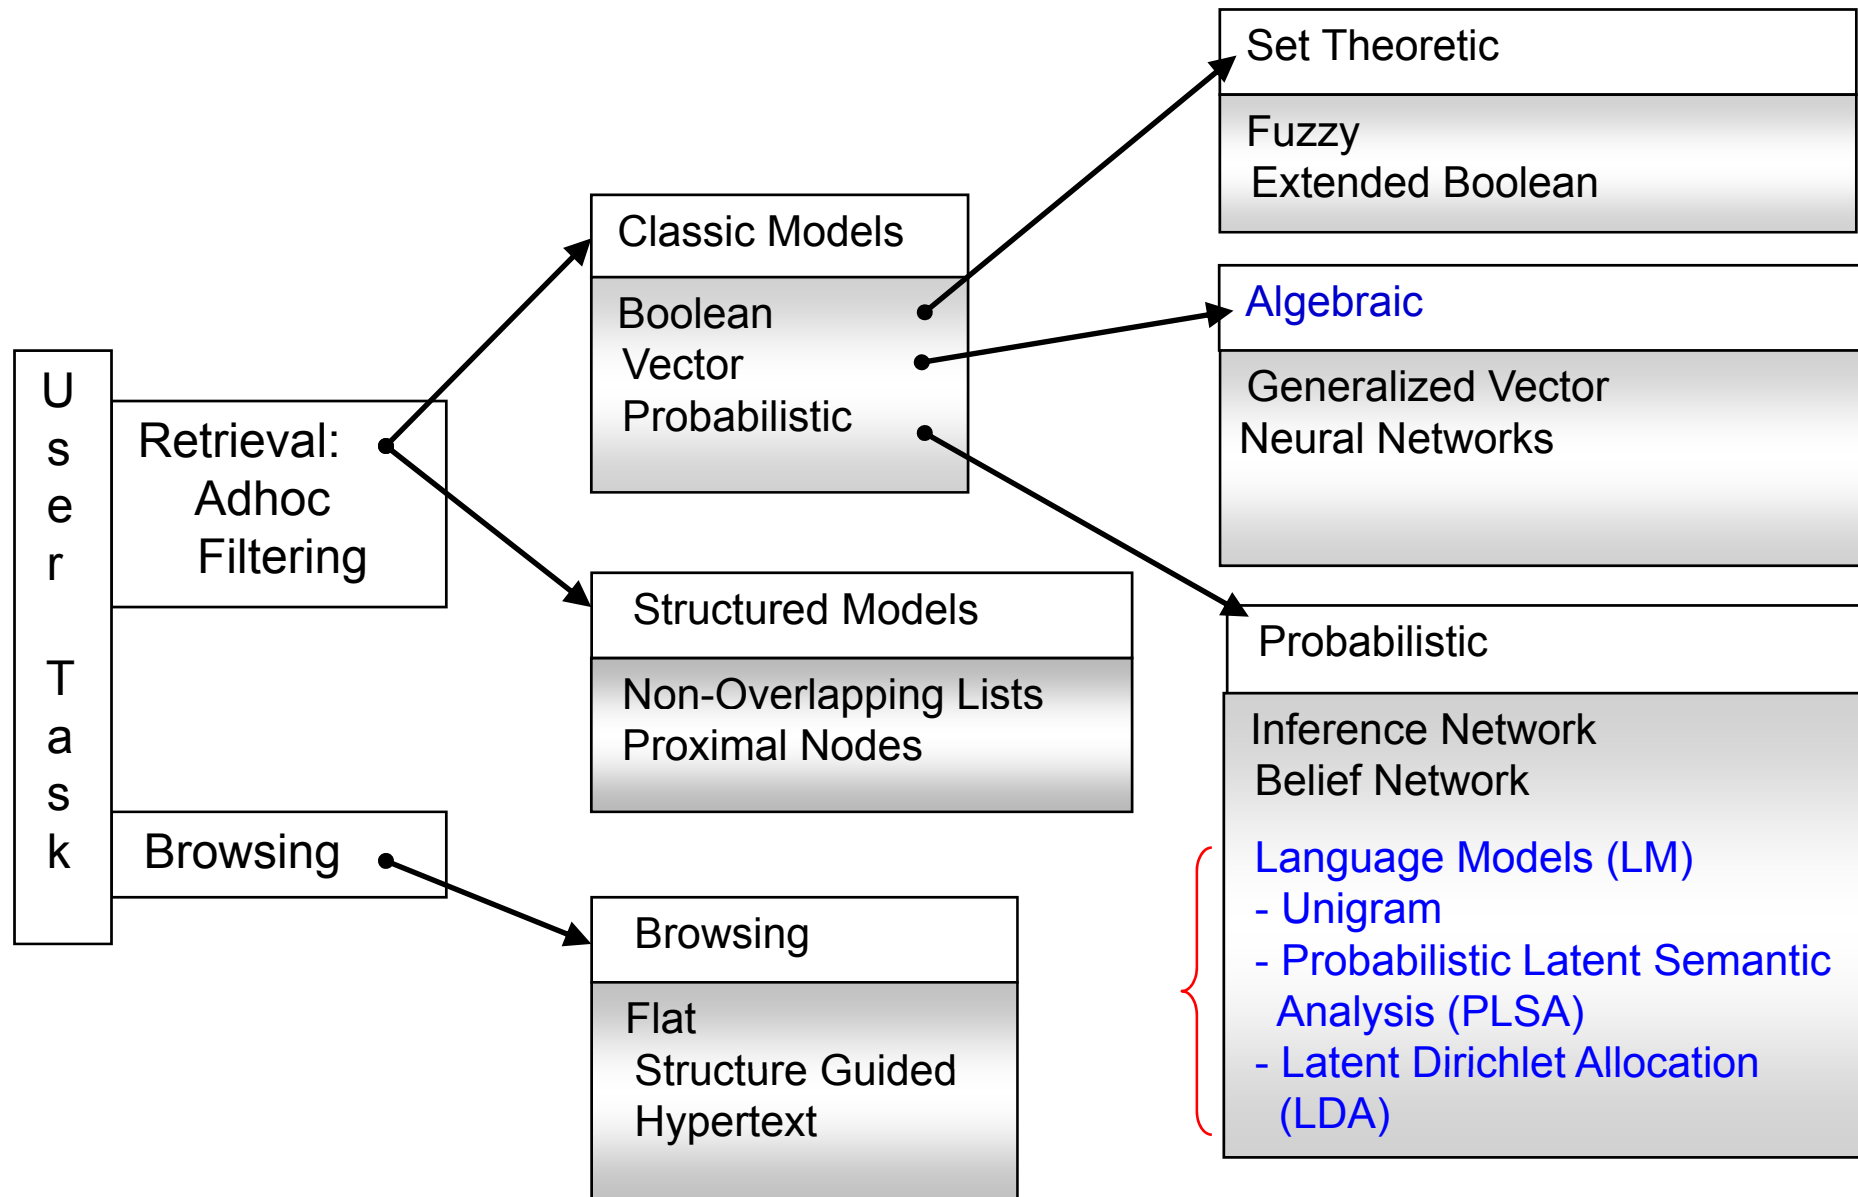 User Task
Retrieval:
Adhoc
Filtering
Browsing
Classic Models
Boolean
Vector
Probabilistic
Structured Models
Non-Overlapping Lists
Proximal Nodes
Browsing
Flat
Structure Guided
Hypertext
Set Theoretic
Fuzzy
Extended Boolean
Algebraic
Generalized Vector
Neural Networks
Probabilistic
Inference Network
Belief Network
Language Models (LM)
- Unigram
- Probabilistic Latent Semantic
Analysis (PLSA)
- Latent Dirichlet Allocation
(LDA)